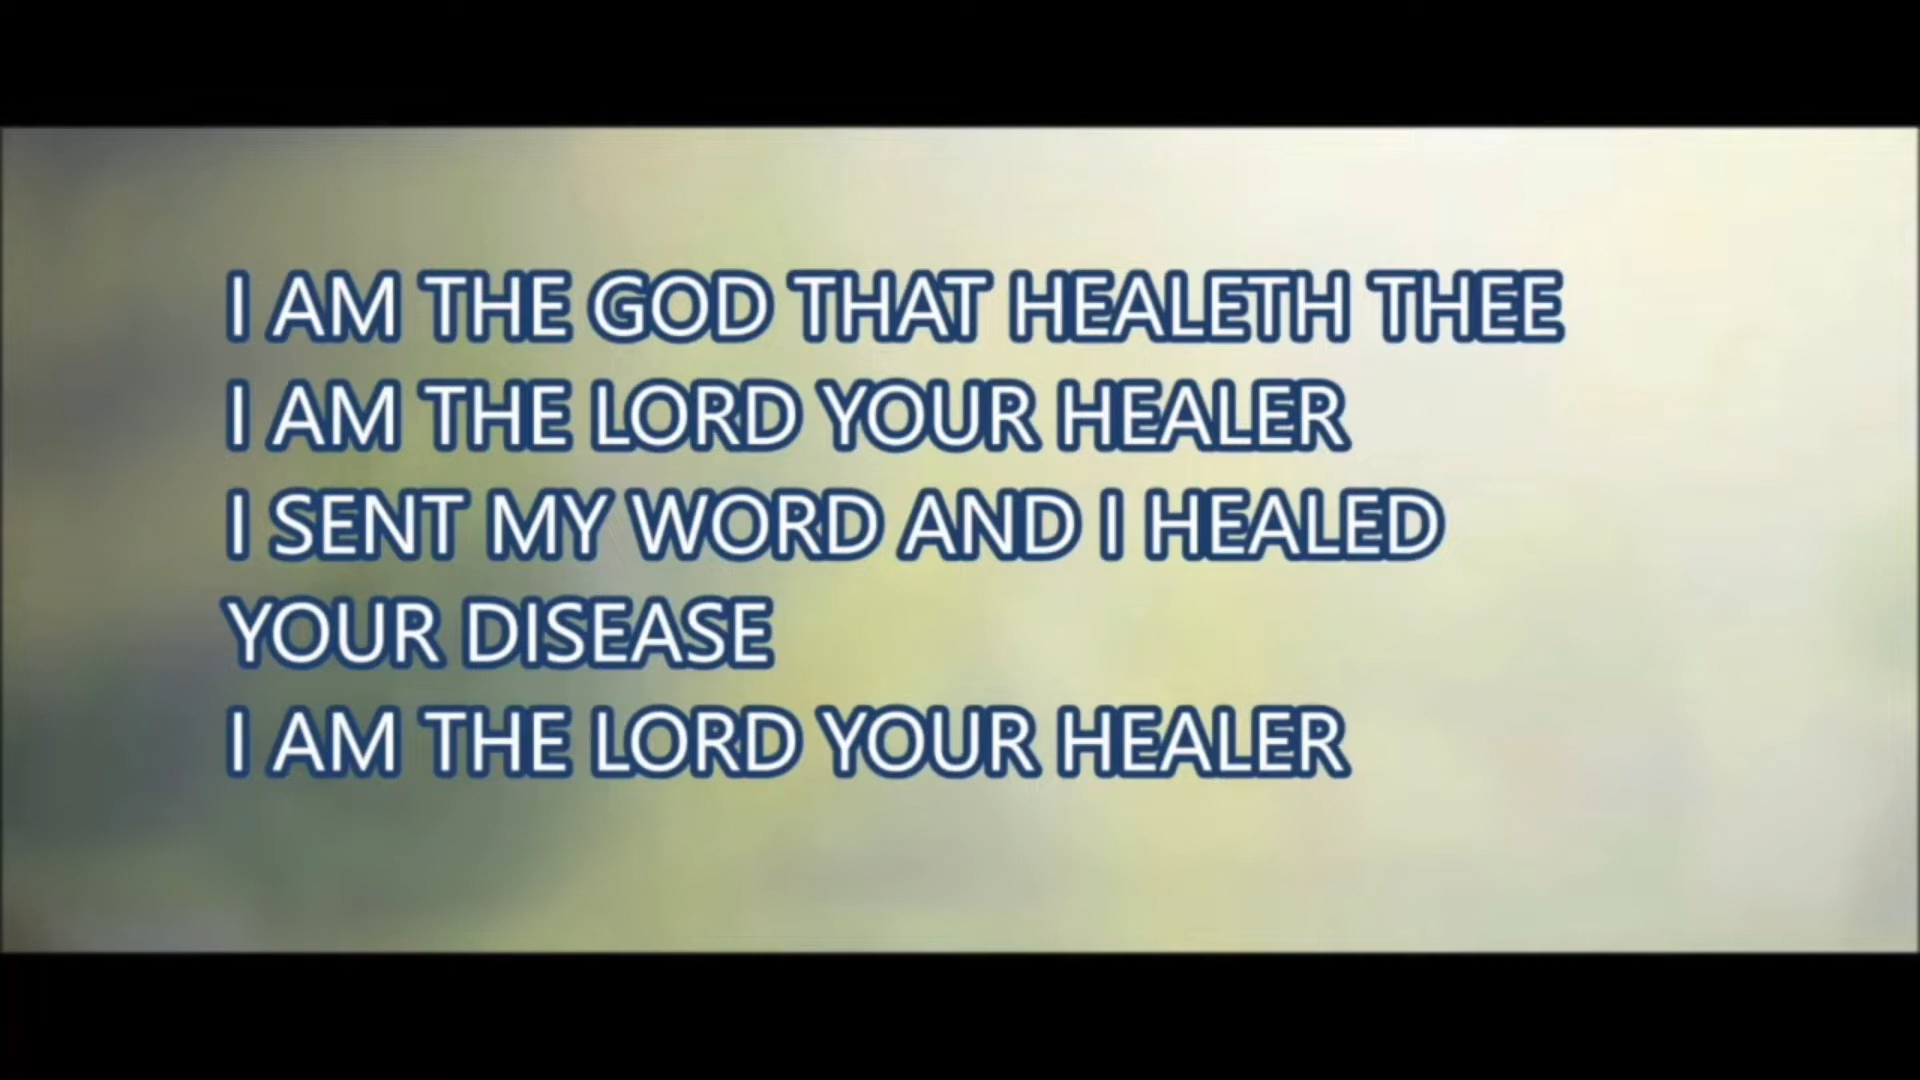 I AM THE GOD THAT HEALETH THEE
I AM THE LORD YOUR HEALER
I SENT MY WORD AND I HEALED
YOUR DISEASE
I AM THE LORD YOUR HEALER